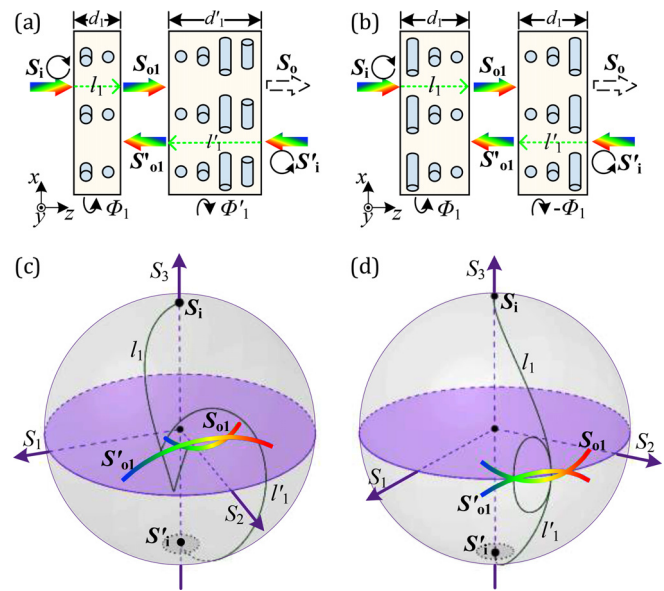 (a)
d₁
d'₁
Sᵢ
Sₒ₁
Sₒ
l₁
l'₁
S'ₒ₁
S'ᵢ
x
y
z
Φ₁
Φ'₁
(b)
d₁
d₁
Sᵢ
Sₒ₁
Sₒ
l₁
l'₁
S'ₒ₁
S'ᵢ
x
y
z
Φ₁
-Φ₁
(c)
S₃
Sᵢ
l₁
S₁
S'ₒ₁
Sₒ₁
l'₁
S₂
S'ᵢ
(d)
S₃
Sᵢ
l₁
Sₒ₁
S₂
S₁
S'ₒ₁
S'ᵢ
l'₁